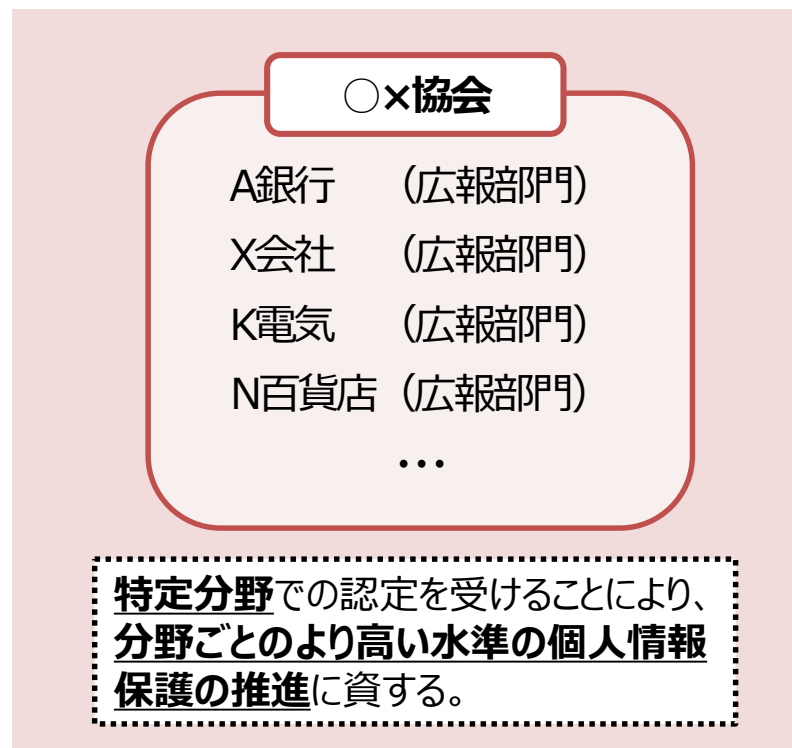 ○×協会
A銀行 （広報部門）
X会社 （広報部門）
K電気 （広報部門）
N百貨店（広報部門）
…
特定分野での認定を受けることにより、
分野ごとのより高い水準の個人情報
保護の推進に資する。